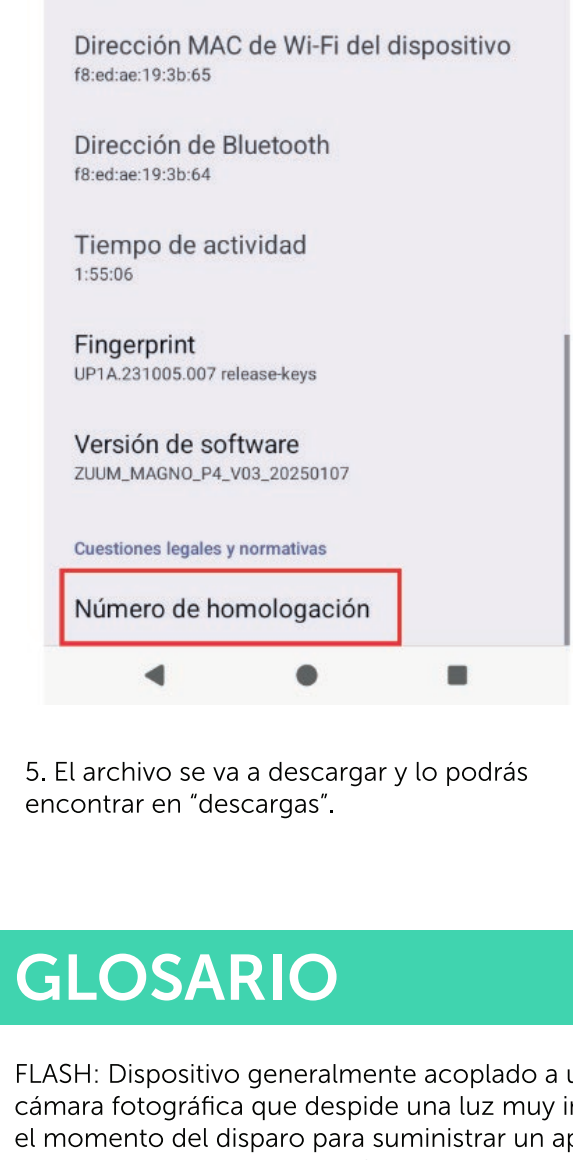 Dirección MAC de Wi-Fi del dispositivo
f8:ed:ae:19:3b:65
Dirección de Bluetooth
f8:ed:ae:19:3b:64
Tiempo de actividad
1:55:06
Fingerprint
UP1A.231005.007 release-keys
Versión de software
ZUUM_MAGNO_P4_V03_20250107
Cuestiones legales y normativas
Número de homologación
5. El archivo se va a descargar y lo podrás
encontrar en “descargas”.
GLOSARIO
FLASH: Dispositivo generalmente acoplado a
cámara fotográfica que despide una luz muy
el momento del disparo para suministrar un